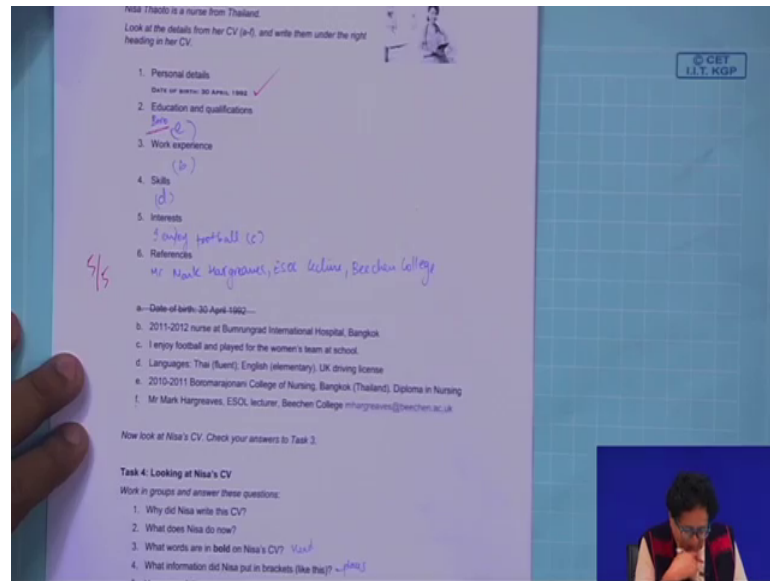 Nisa Thaoto is a nurse from Thailand.
Look at the details from her CV (a-f), and write them under the right
heading in her CV.
© CET
I.I.T. KGP
1. Personal details
DATE OF BIRTH: 30 APRIL 1992
2. Education and qualifications
(e)
3. Work experience
(b)
4. Skills
(d)
5. Interests
I enjoy football (c)
6. References
Mr Mark Hargreaves, ESOL lecture, Beechen College
5/5
a. Date of birth: 30 April 1992
b. 2011-2012 nurse at Bumrungrad International Hospital, Bangkok
c. I enjoy football and played for the women's team at school.
d. Languages: Thai (fluent); English (elementary). UK driving license
e. 2010-2011 Boromarajonani College of Nursing, Bangkok (Thailand). Diploma in Nursing
f. Mr Mark Hargreaves, ESOL lecturer, Beechen College mhargreaves@beechen.ac.uk
Now look at Nisa's CV. Check your answers to Task 3.
Task 4: Looking at Nisa's CV
Work in groups and answer these questions:
1. Why did Nisa write this CV?
2. What does Nisa do now?
3. What words are in bold on Nisa's CV?
4. What information did Nisa put in brackets (like this)?